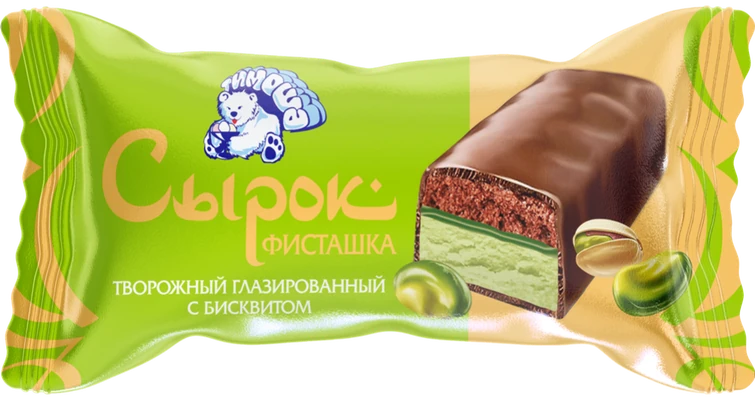 ТИМОША
Сырок
ФИСТАШКА
ТВОРОЖНЫЙ ГЛАЗИРОВАННЫЙ
С БИСКВИТОМ